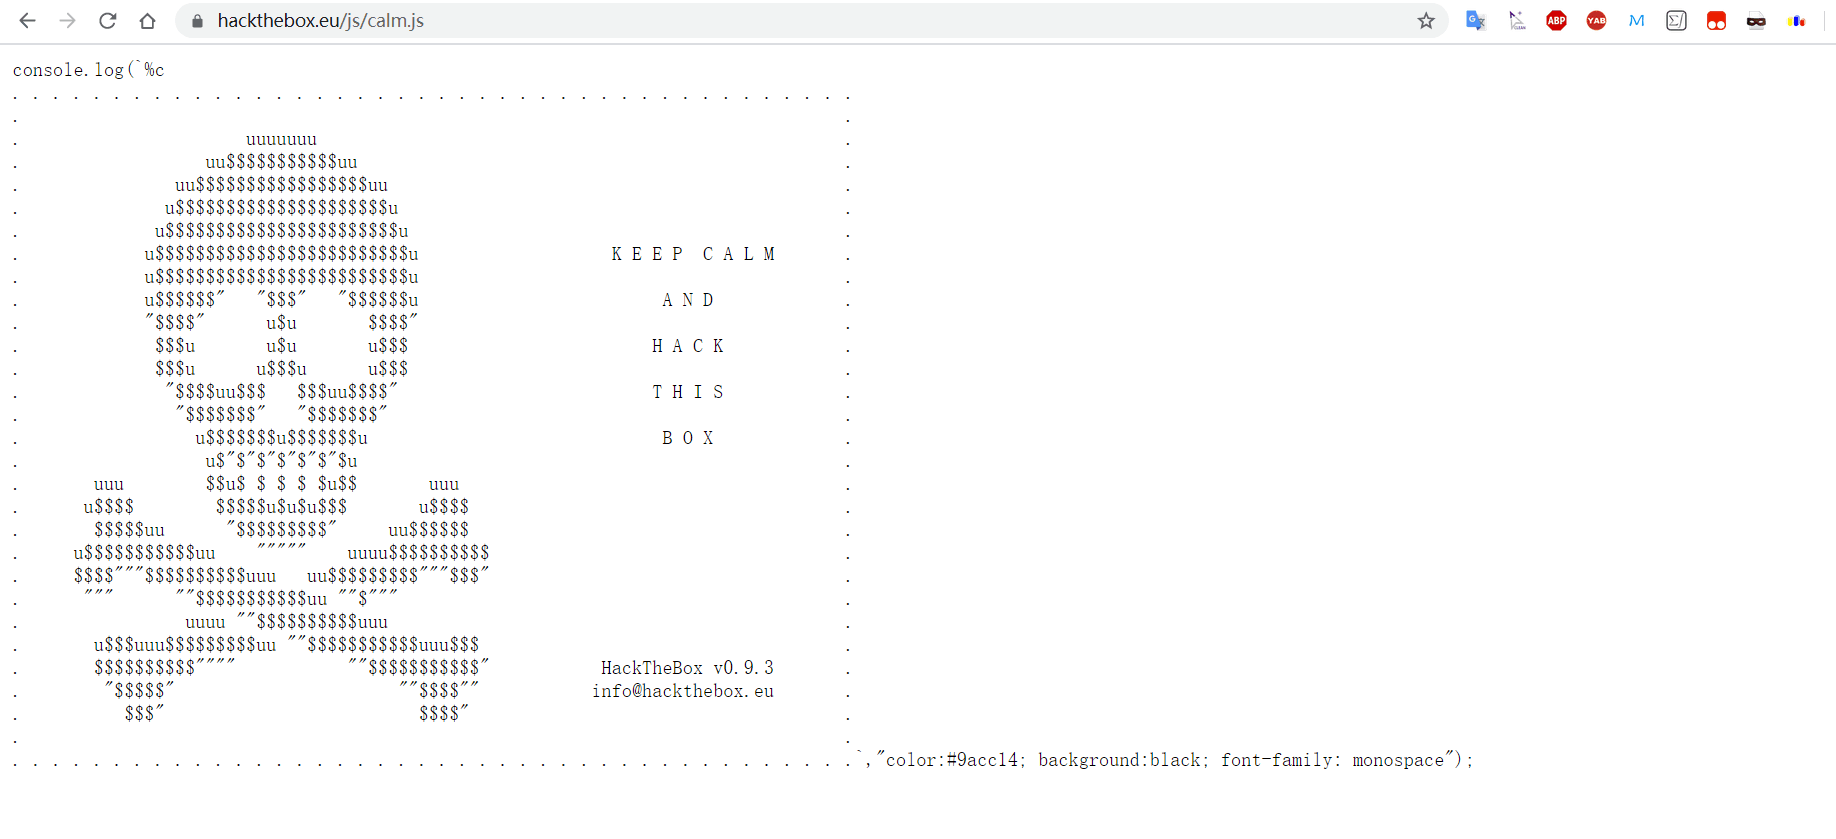 hackthebox.eu/js/calm.js
console.log(`%c
. . . . . . . . . . . . . . . . . . . . . . . . . . . . . . . . . . . . . . . . . .
.                                                                                  .
.                      uuuuuuu                                                     .
.                  uu$$$$$$$$$$$uu                                                 .
.               uu$$$$$$$$$$$$$$$$$uu                                              .
.              u$$$$$$$$$$$$$$$$$$$$$u                                             .
.             u$$$$$$$$$$$$$$$$$$$$$$$u                                            .
.            u$$$$$$$$$$$$$$$$$$$$$$$$$u                   K E E P  C A L M       .
.            u$$$$$$$$$$$$$$$$$$$$$$$$$u                                           .
.            u$$$$$$"   "$$$"   "$$$$$$u                        A N D             .
.            "$$$$"      u$u       $$$$"                                           .
.             $$$u       u$u       u$$$                        H A C K            .
.             $$$u      u$$$u      u$$$                                            .
.              "$$$$uu$$$   $$$uu$$$$"                         T H I S            .
.               "$$$$$$$"   "$$$$$$$"                                              .
.                 u$$$$$$$u$$$$$$$u                             B O X             .
.                  u$"$"$"$"$"$"$u                                                 .
.       uuu        $$u$ $ $ $ $u$$       uuu                                       .
.      u$$$$        $$$$$u$u$u$$$       u$$$$                                      .
.       $$$$$uu      "$$$$$$$$$"     uu$$$$$$                                      .
.     u$$$$$$$$$$$uu    """""    uuuu$$$$$$$$$$                                    .
.     $$$$"""$$$$$$$$$$uuu   uu$$$$$$$$$"""$$$"                                    .
.      """      ""$$$$$$$$$$$uu ""$"""                                             .
.                uuuu ""$$$$$$$$$$uuu                                              .
.       u$$$uuu$$$$$$$$$uu ""$$$$$$$$$$$uuu$$$                                     .
.       $$$$$$$$$$""""           ""$$$$$$$$$$$"           HackTheBox v0.9.3       .
.        "$$$$$"                      ""$$$$""           info@hackthebox.eu       .
.          $$$"                         $$$$"                                      .
.                                                                                  .
. . . . . . . . . . . . . . . . . . . . . . . . . . . . . . . . . . . . . . . . . .`,"color:#9acc14; background:black; font-family: monospace");